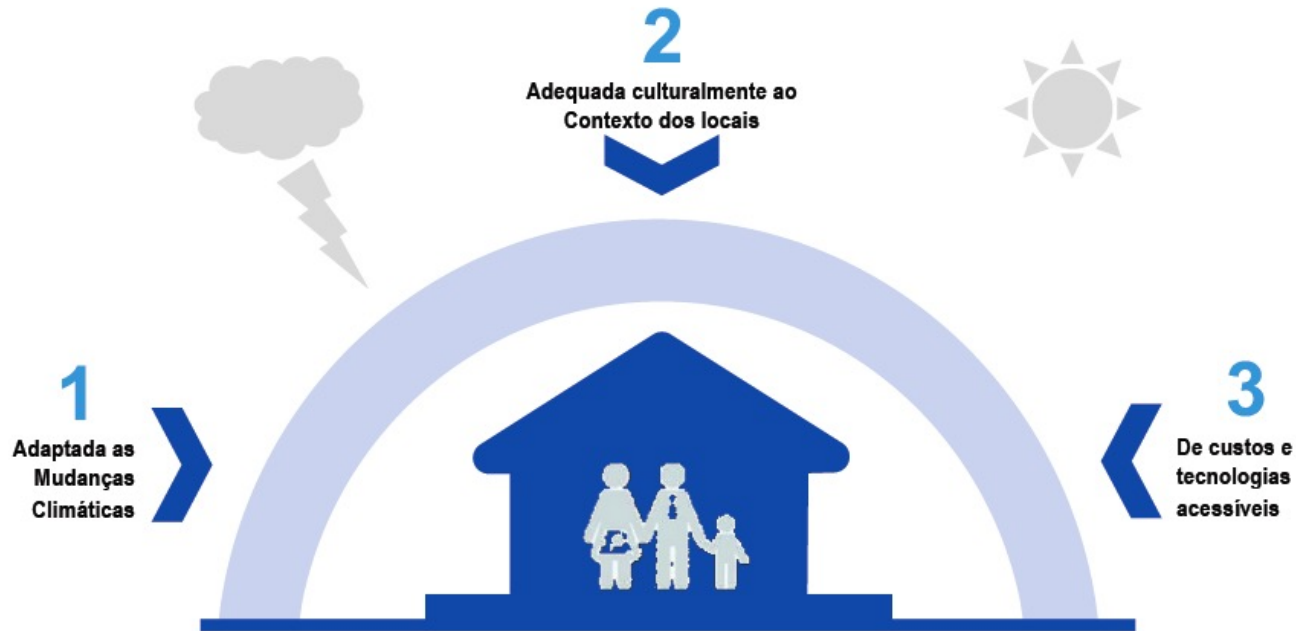 2
Adequada culturalmente ao
Contexto dos locais
1
Adaptada as
Mudanças
Climáticas
3
De custos e
tecnologias
acessíveis